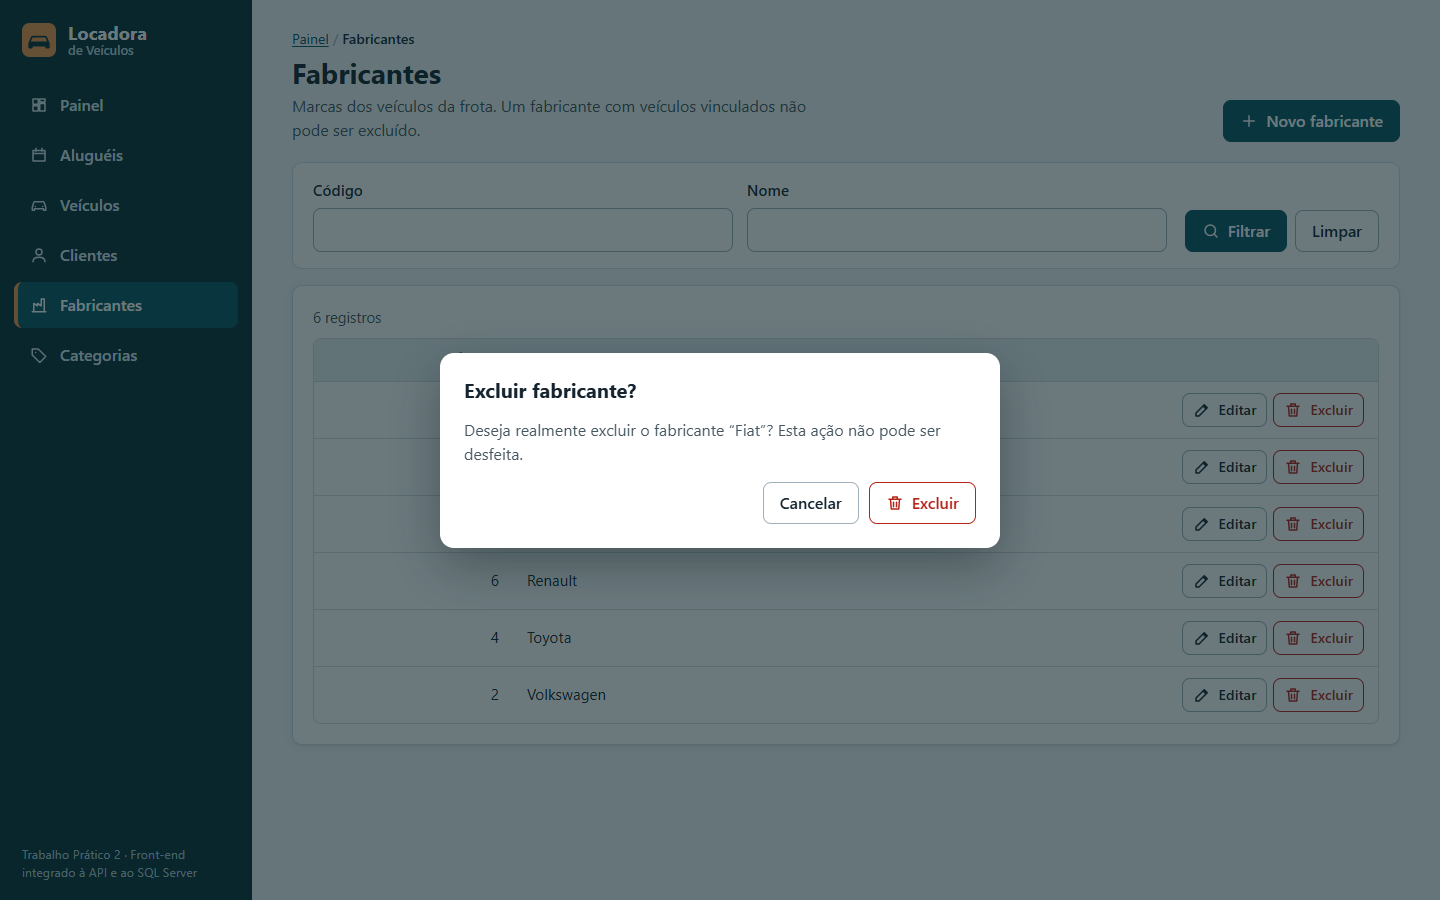 Locadora
de Veículos
Painel
Aluguéis
Veículos
Clientes
Fabricantes
Categorias
Trabalho Prático 2 · Front-end
integrado à API e ao SQL Server
Painel / Fabricantes
Fabricantes
Marcas dos veículos da frota. Um fabricante com veículos vinculados não
pode ser excluído.
Novo fabricante
Código
Nome
Filtrar
Limpar
6 registros
Editar Excluir
Editar Excluir
Editar Excluir
6 Renault Editar Excluir
4 Toyota Editar Excluir
2 Volkswagen Editar Excluir
Excluir fabricante?
Deseja realmente excluir o fabricante “Fiat”? Esta ação não pode ser
desfeita.
Cancelar
Excluir